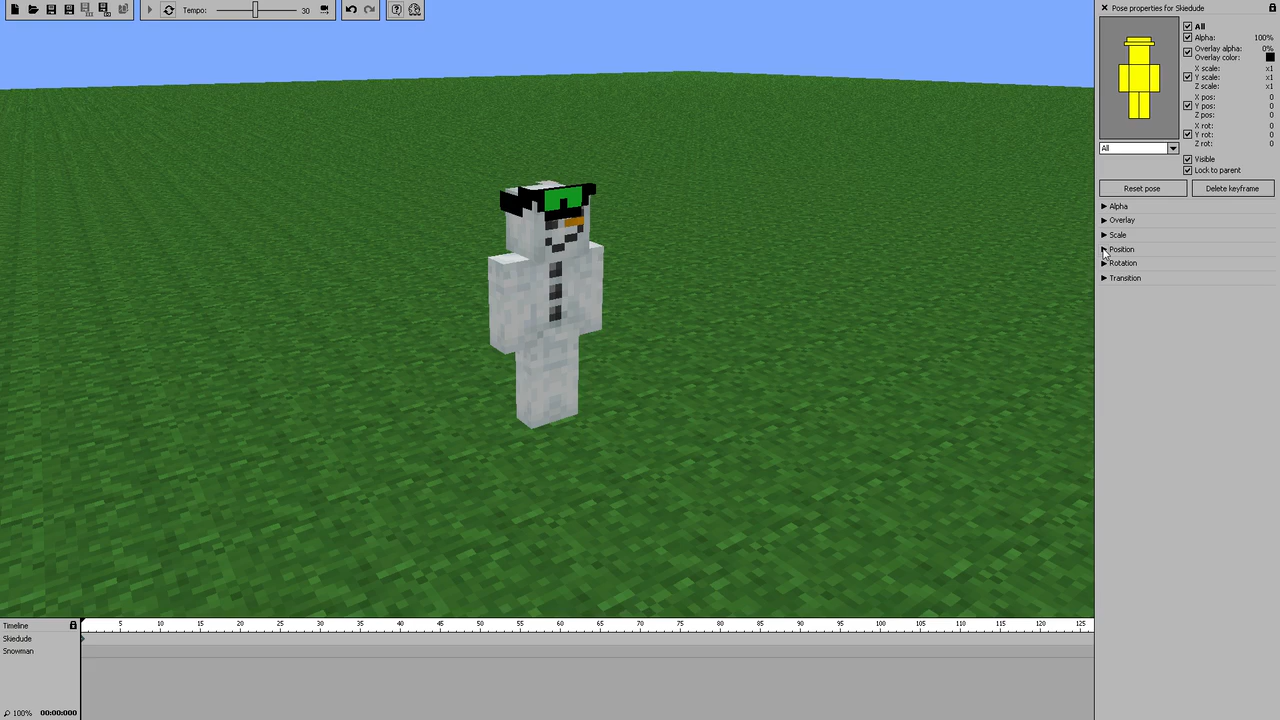 Tempo:
30
Pose properties for Skiedude
All
Alpha: 100%
Overlay alpha: 0%
Overlay color:
X scale: x1
Y scale: x1
Z scale: x1
X pos: 0
Y pos: 0
Z pos: 0
X rot: 0
Y rot: 0
Z rot: 0
All
Visible
Lock to parent
Reset pose
Delete keyframe
Alpha
Overlay
Scale
Position
Rotation
Transition
Timeline
5 10 15 20 25 30 35 40 45 50 55 60 65 70 75 80 85 90 95 100 105 110 115 120 125
Skiedude
Snowman
100% 00:00:000